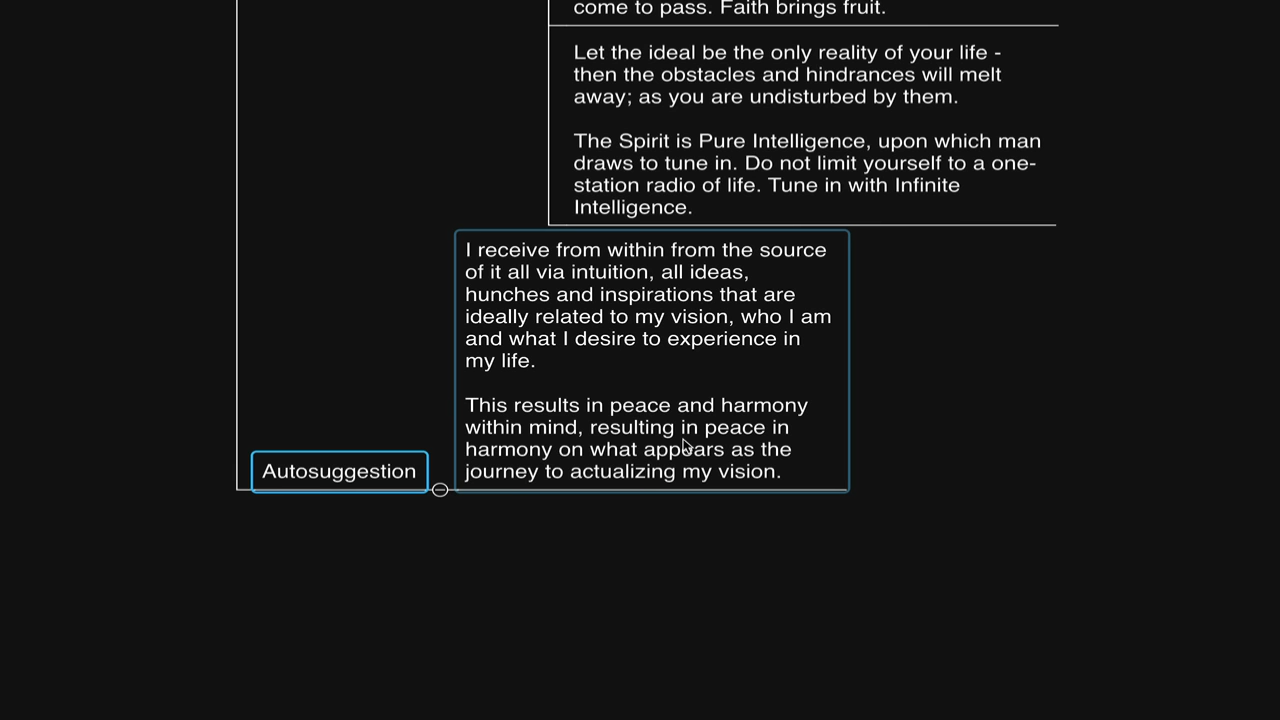 come to pass. Faith brings fruit.
Let the ideal be the only reality of your life -
then the obstacles and hindrances will melt
away; as you are undisturbed by them.
The Spirit is Pure Intelligence, upon which man
draws to tune in. Do not limit yourself to a one-
station radio of life. Tune in with Infinite
Intelligence.
I receive from within from the source
of it all via intuition, all ideas,
hunches and inspirations that are
ideally related to my vision, who I am
and what I desire to experience in
my life.
This results in peace and harmony
within mind, resulting in peace in
harmony on what appears as the
journey to actualizing my vision.
Autosuggestion